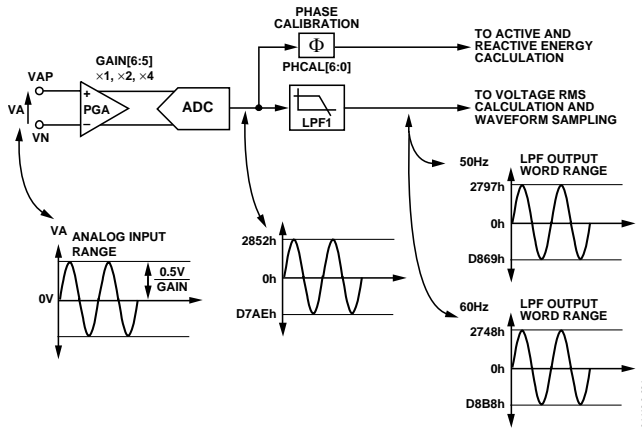 PHASE
CALIBRATION
Φ
PHCAL[6:0]
TO ACTIVE AND
REACTIVE ENERGY
CACLULATION
GAIN[6:5]
×1, ×2, ×4
VAP
VA
VN
+
PGA
–
ADC
LPF1
TO VOLTAGE RMS
CALCULATION AND
WAVEFORM SAMPLING
50Hz
LPF OUTPUT
WORD RANGE
2797h
0h
D869h
VA
ANALOG INPUT
RANGE
0V
0.5V
GAIN
2852h
0h
D7AEh
60Hz
LPF OUTPUT
WORD RANGE
2748h
0h
D8B8h